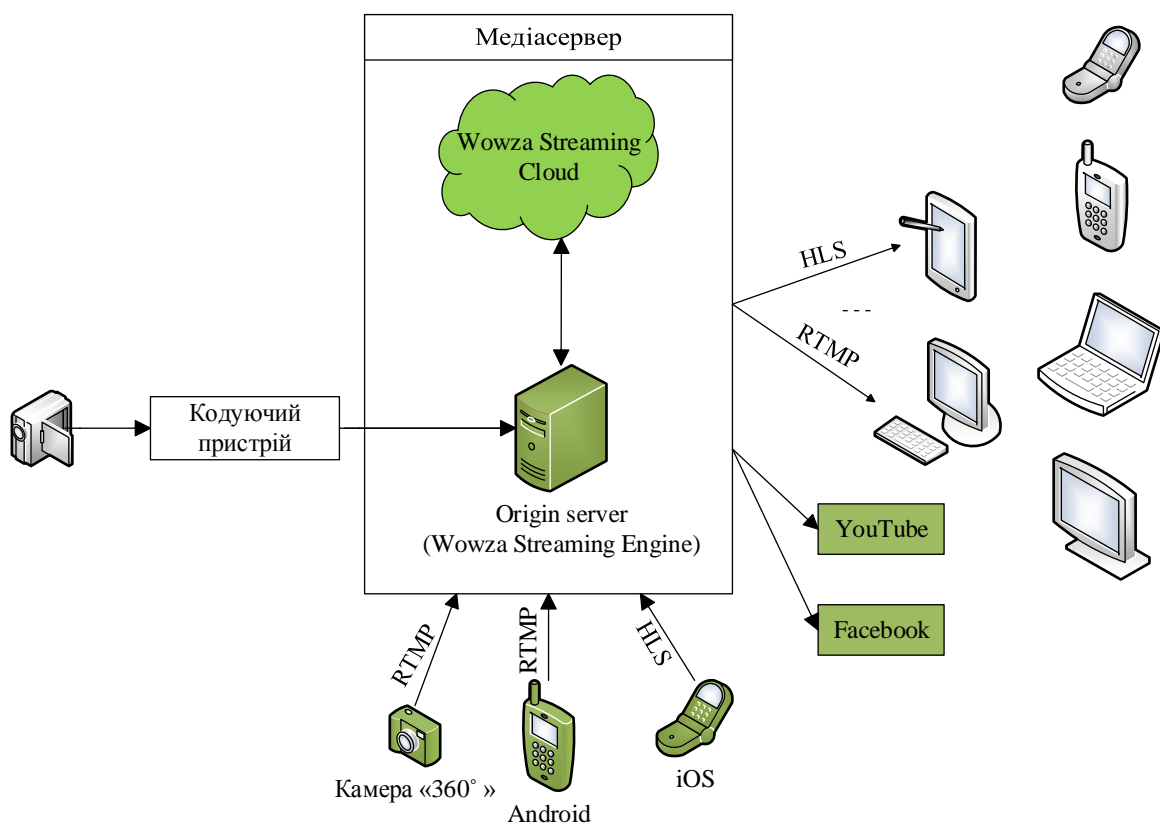 Медіасервер
Wowza Streaming
Cloud
HLS
- - -
RTMP
Кодуючий
пристрій
Origin server
(Wowza Streaming Engine)
YouTube
Facebook
RTMP
RTMP
HLS
Камера «360° »
Android
iOS